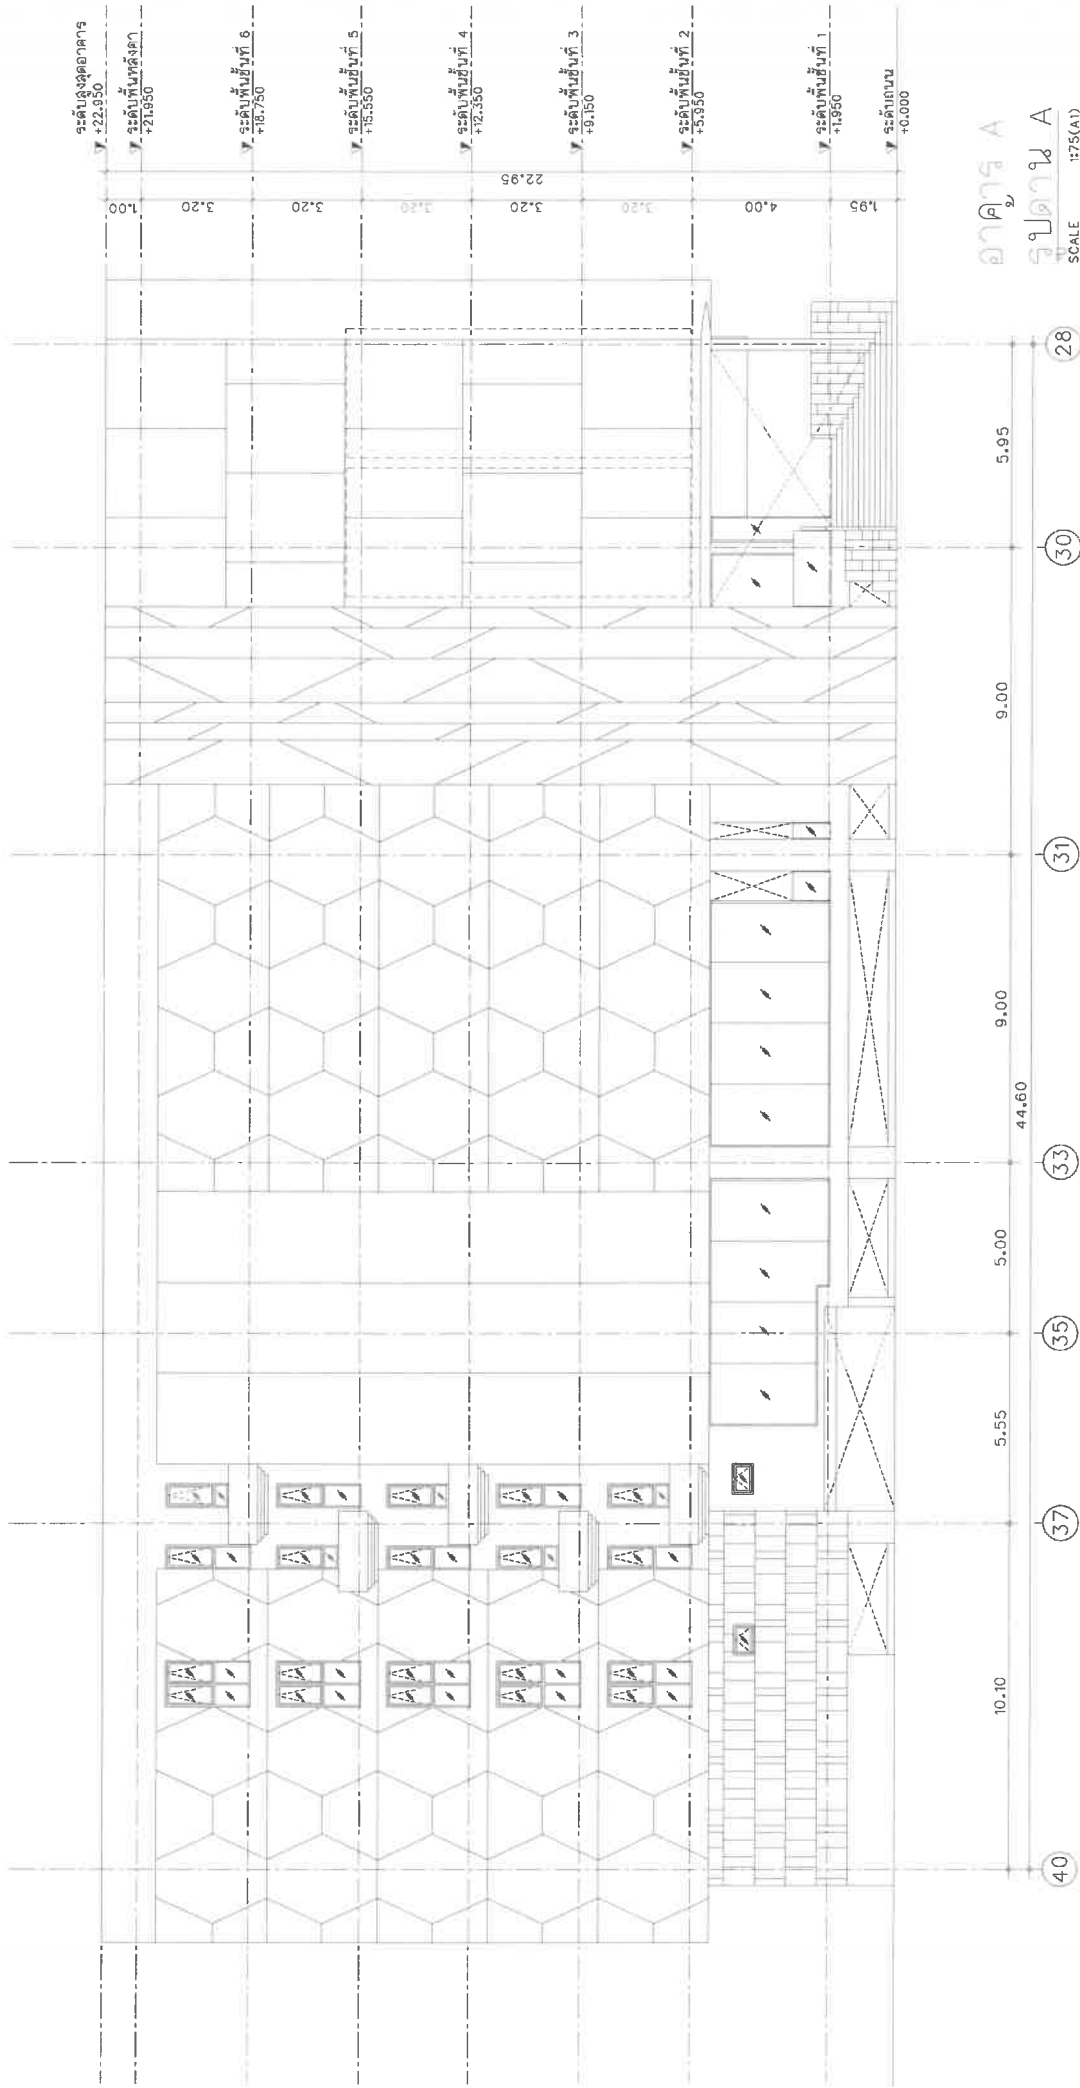 ระดับสูงสุดอาคาร
+22.950
ระดับพื้นหลังคา
+21.950
ระดับพื้นชั้นที่ 6
+18.750
ระดับพื้นชั้นที่ 5
+15.550
ระดับพื้นชั้นที่ 4
+12.350
ระดับพื้นชั้นที่ 3
+9.150
ระดับพื้นชั้นที่ 2
+5.950
ระดับพื้นชั้นที่ 1
+1.950
ระดับถนน
+0.000
1.00
3.20
3.20
3.20
3.20
3.20
4.00
1.95
22.95
10.10
5.55
5.00
9.00
9.00
5.95
44.60
40
37
35
33
31
30
28
อาคาร A
รูปด้าน A
SCALE 1:75(A1)